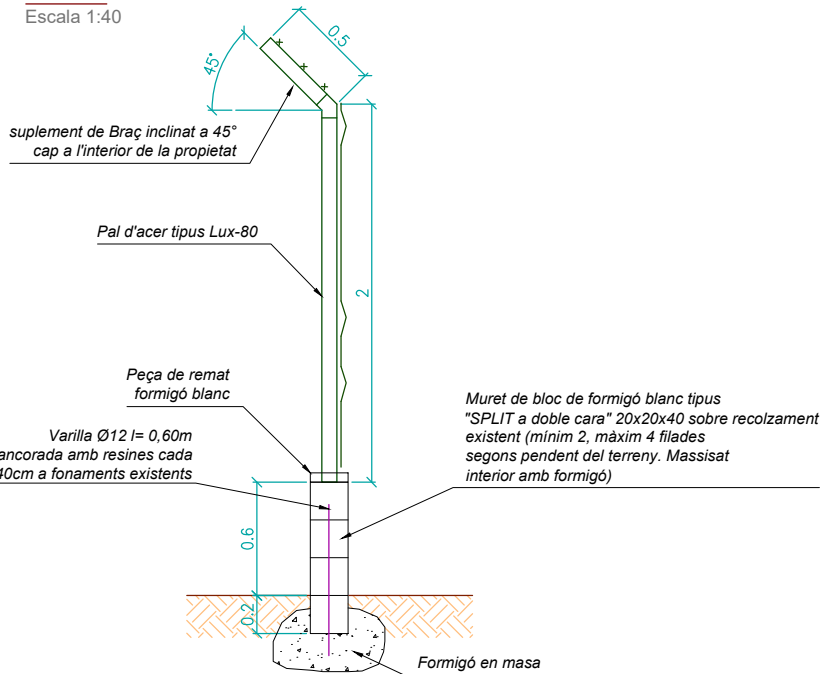 Escala 1:40
0.5
45°
suplement de Braç inclinat a 45°
cap a l'interior de la propietat
Pal d'acer tipus Lux-80
2
Peça de remat
formigó blanc
Varilla Ø12 l= 0,60m
ancorada amb resines cada
40cm a fonaments existents
Muret de bloc de formigó blanc tipus
"SPLIT a doble cara" 20x20x40 sobre recolzament
existent (mínim 2, màxim 4 filades
segons pendent del terreny. Massisat
interior amb formigó)
0.6
0.2
Formigó en masa